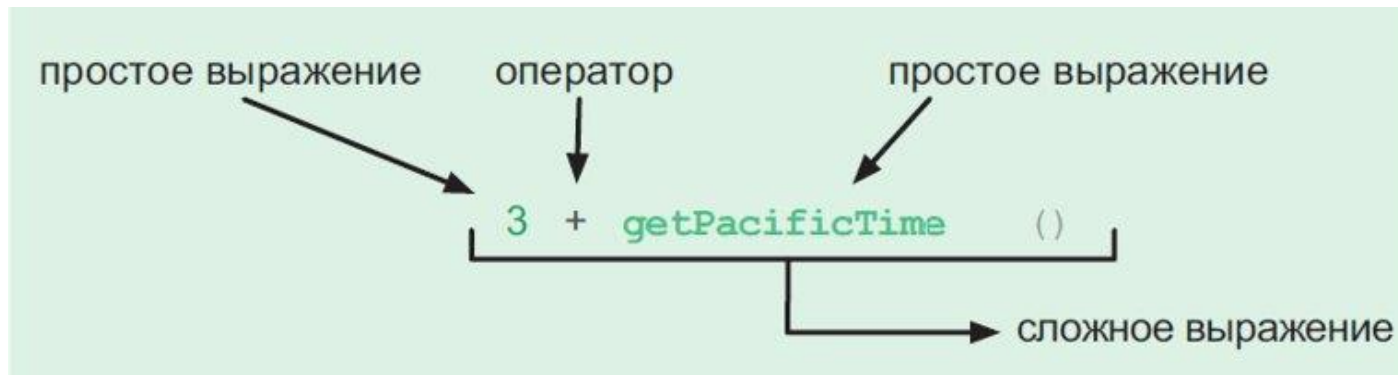 простое выражение оператор простое выражение
3 + getPacificTime ()
сложное выражение